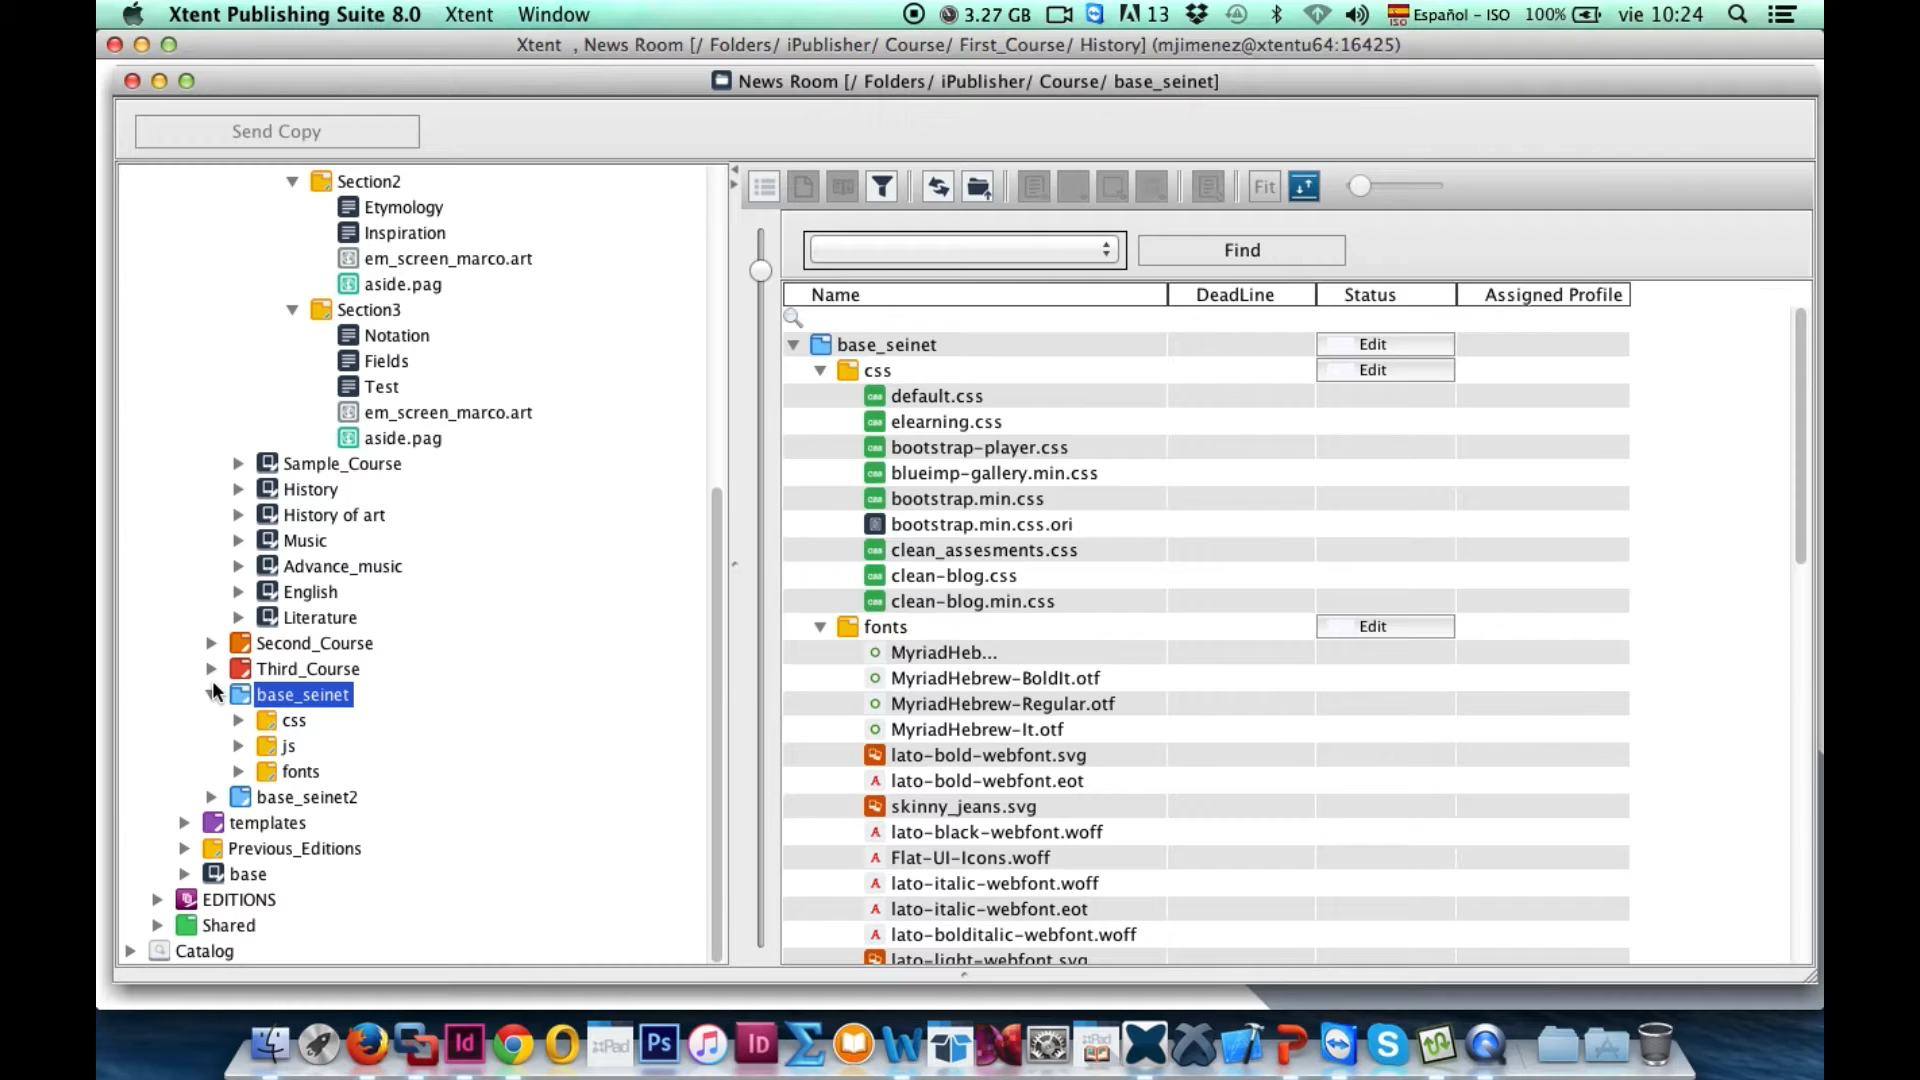 Xtent Publishing Suite 8.0 Xtent Window 3.27 GB 13 Español - ISO 100% vie 10:24
Xtent , News Room [/ Folders/ iPublisher/ Course/ First_Course/ History] (mjimenez@xtentu64:16425)
News Room [/ Folders/ iPublisher/ Course/ base_seinet]
Send Copy
Section2
Etymology
Inspiration
em_screen_marco.art
aside.pag
Section3
Notation
Fields
Test
em_screen_marco.art
aside.pag
Sample_Course
History
History of art
Music
Advance_music
English
Literature
Second_Course
Third_Course
base_seinet
css
js
fonts
base_seinet2
templates
Previous_Editions
base
EDITIONS
Shared
Catalog
Fit
Find
Name DeadLine Status Assigned Profile
base_seinet Edit
css Edit
default.css
elearning.css
bootstrap-player.css
blueimp-gallery.min.css
bootstrap.min.css
bootstrap.min.css.ori
clean_assesments.css
clean-blog.css
clean-blog.min.css
fonts Edit
MyriadHeb...
MyriadHebrew-BoldIt.otf
MyriadHebrew-Regular.otf
MyriadHebrew-It.otf
lato-bold-webfont.svg
lato-bold-webfont.eot
skinny_jeans.svg
lato-black-webfont.woff
Flat-UI-Icons.woff
lato-italic-webfont.woff
lato-italic-webfont.eot
lato-bolditalic-webfont.woff
lato-light-webfont.svg